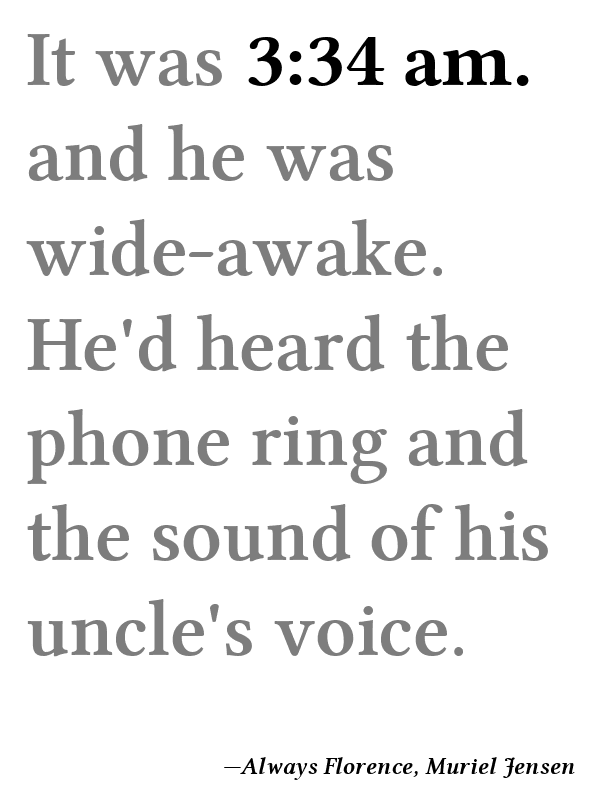 It was 3:34 am.
and he was
wide-awake.
He'd heard the
phone ring and
the sound of his
uncle's voice.
—Always Florence, Muriel Jensen